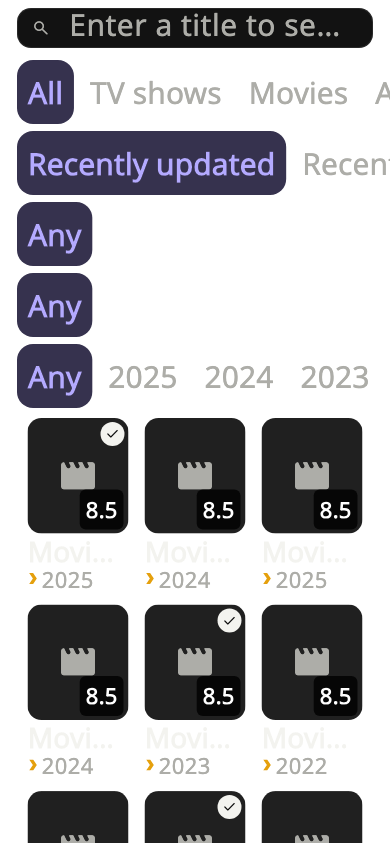 Enter a title to se...
All TV shows Movies A
Recently updated Recent
Any
Any
Any 2025 2024 2023
8.5 8.5 8.5
Movi... Movi... Movi...
2025 2024 2025
8.5 8.5 8.5
Movi... Movi... Movi...
2024 2023 2022